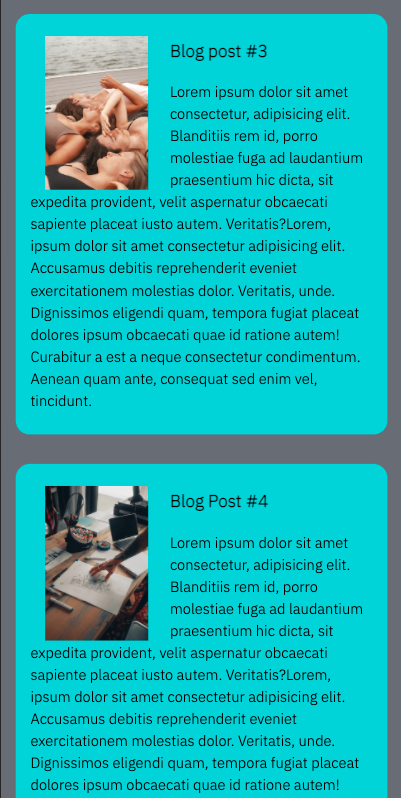 Blog post #3
Lorem ipsum dolor sit amet
consectetur, adipisicing elit.
Blanditiis rem id, porro
molestiae fuga ad laudantium
praesentium hic dicta, sit
expedita provident, velit aspernatur obcaecati
sapiente placeat iusto autem. Veritatis?Lorem,
ipsum dolor sit amet consectetur adipisicing elit.
Accusamus debitis reprehenderit eveniet
exercitationem molestias dolor. Veritatis, unde.
Dignissimos eligendi quam, tempora fugiat placeat
dolores ipsum obcaecati quae id ratione autem!
Curabitur a est a neque consectetur condimentum.
Aenean quam ante, consequat sed enim vel,
tincidunt.
Blog Post #4
Lorem ipsum dolor sit amet
consectetur, adipisicing elit.
Blanditiis rem id, porro
molestiae fuga ad laudantium
praesentium hic dicta, sit
expedita provident, velit aspernatur obcaecati
sapiente placeat iusto autem. Veritatis?Lorem,
ipsum dolor sit amet consectetur adipisicing elit.
Accusamus debitis reprehenderit eveniet
exercitationem molestias dolor. Veritatis, unde.
Dignissimos eligendi quam, tempora fugiat placeat
dolores ipsum obcaecati quae id ratione autem!